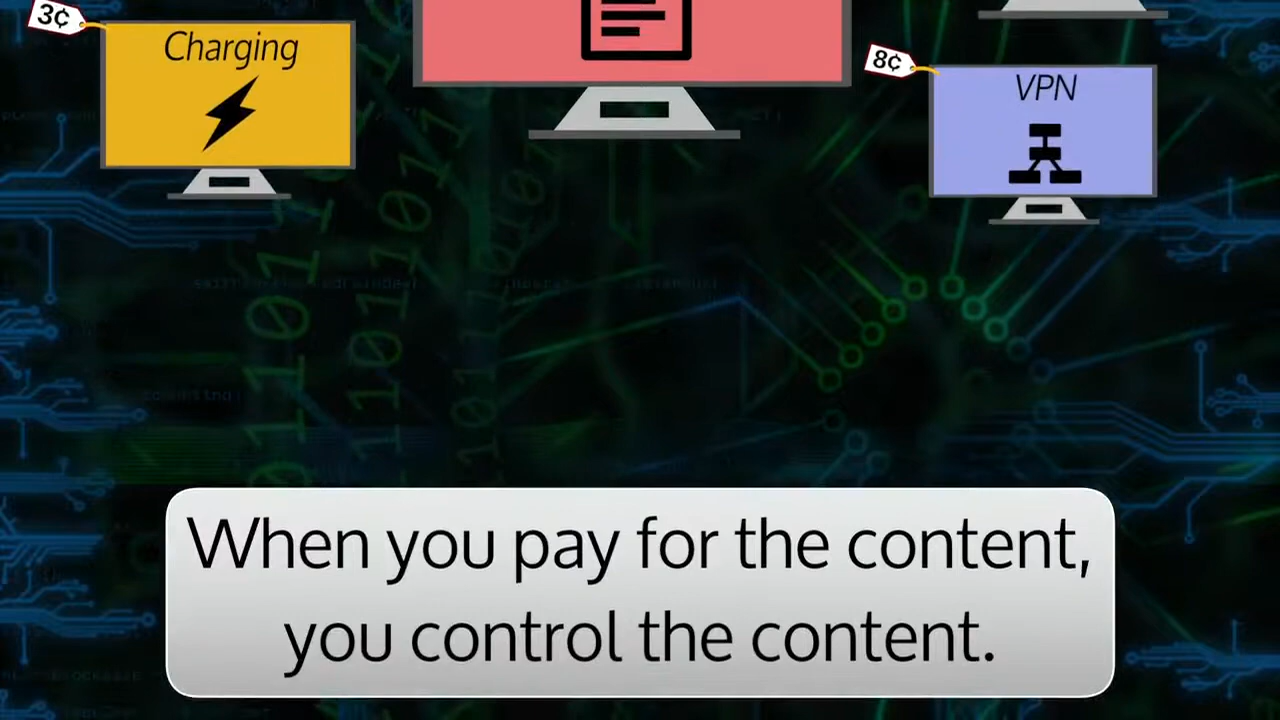 3¢
Charging
8¢
VPN
When you pay for the content,
you control the content.